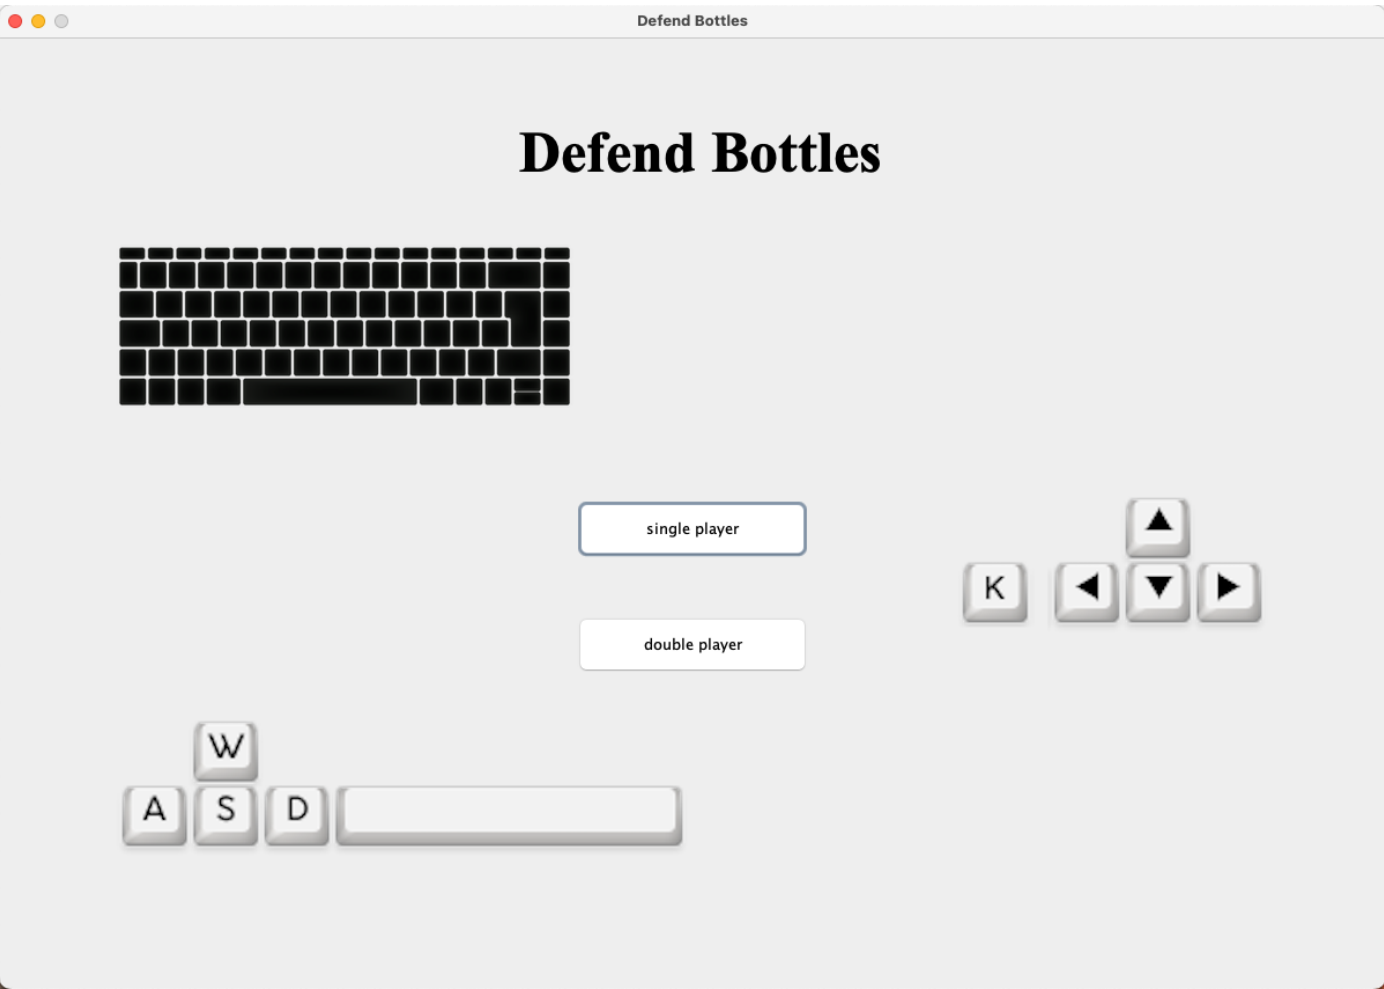 Defend Bottles
Defend Bottles
single player
K
double player
W
A S D